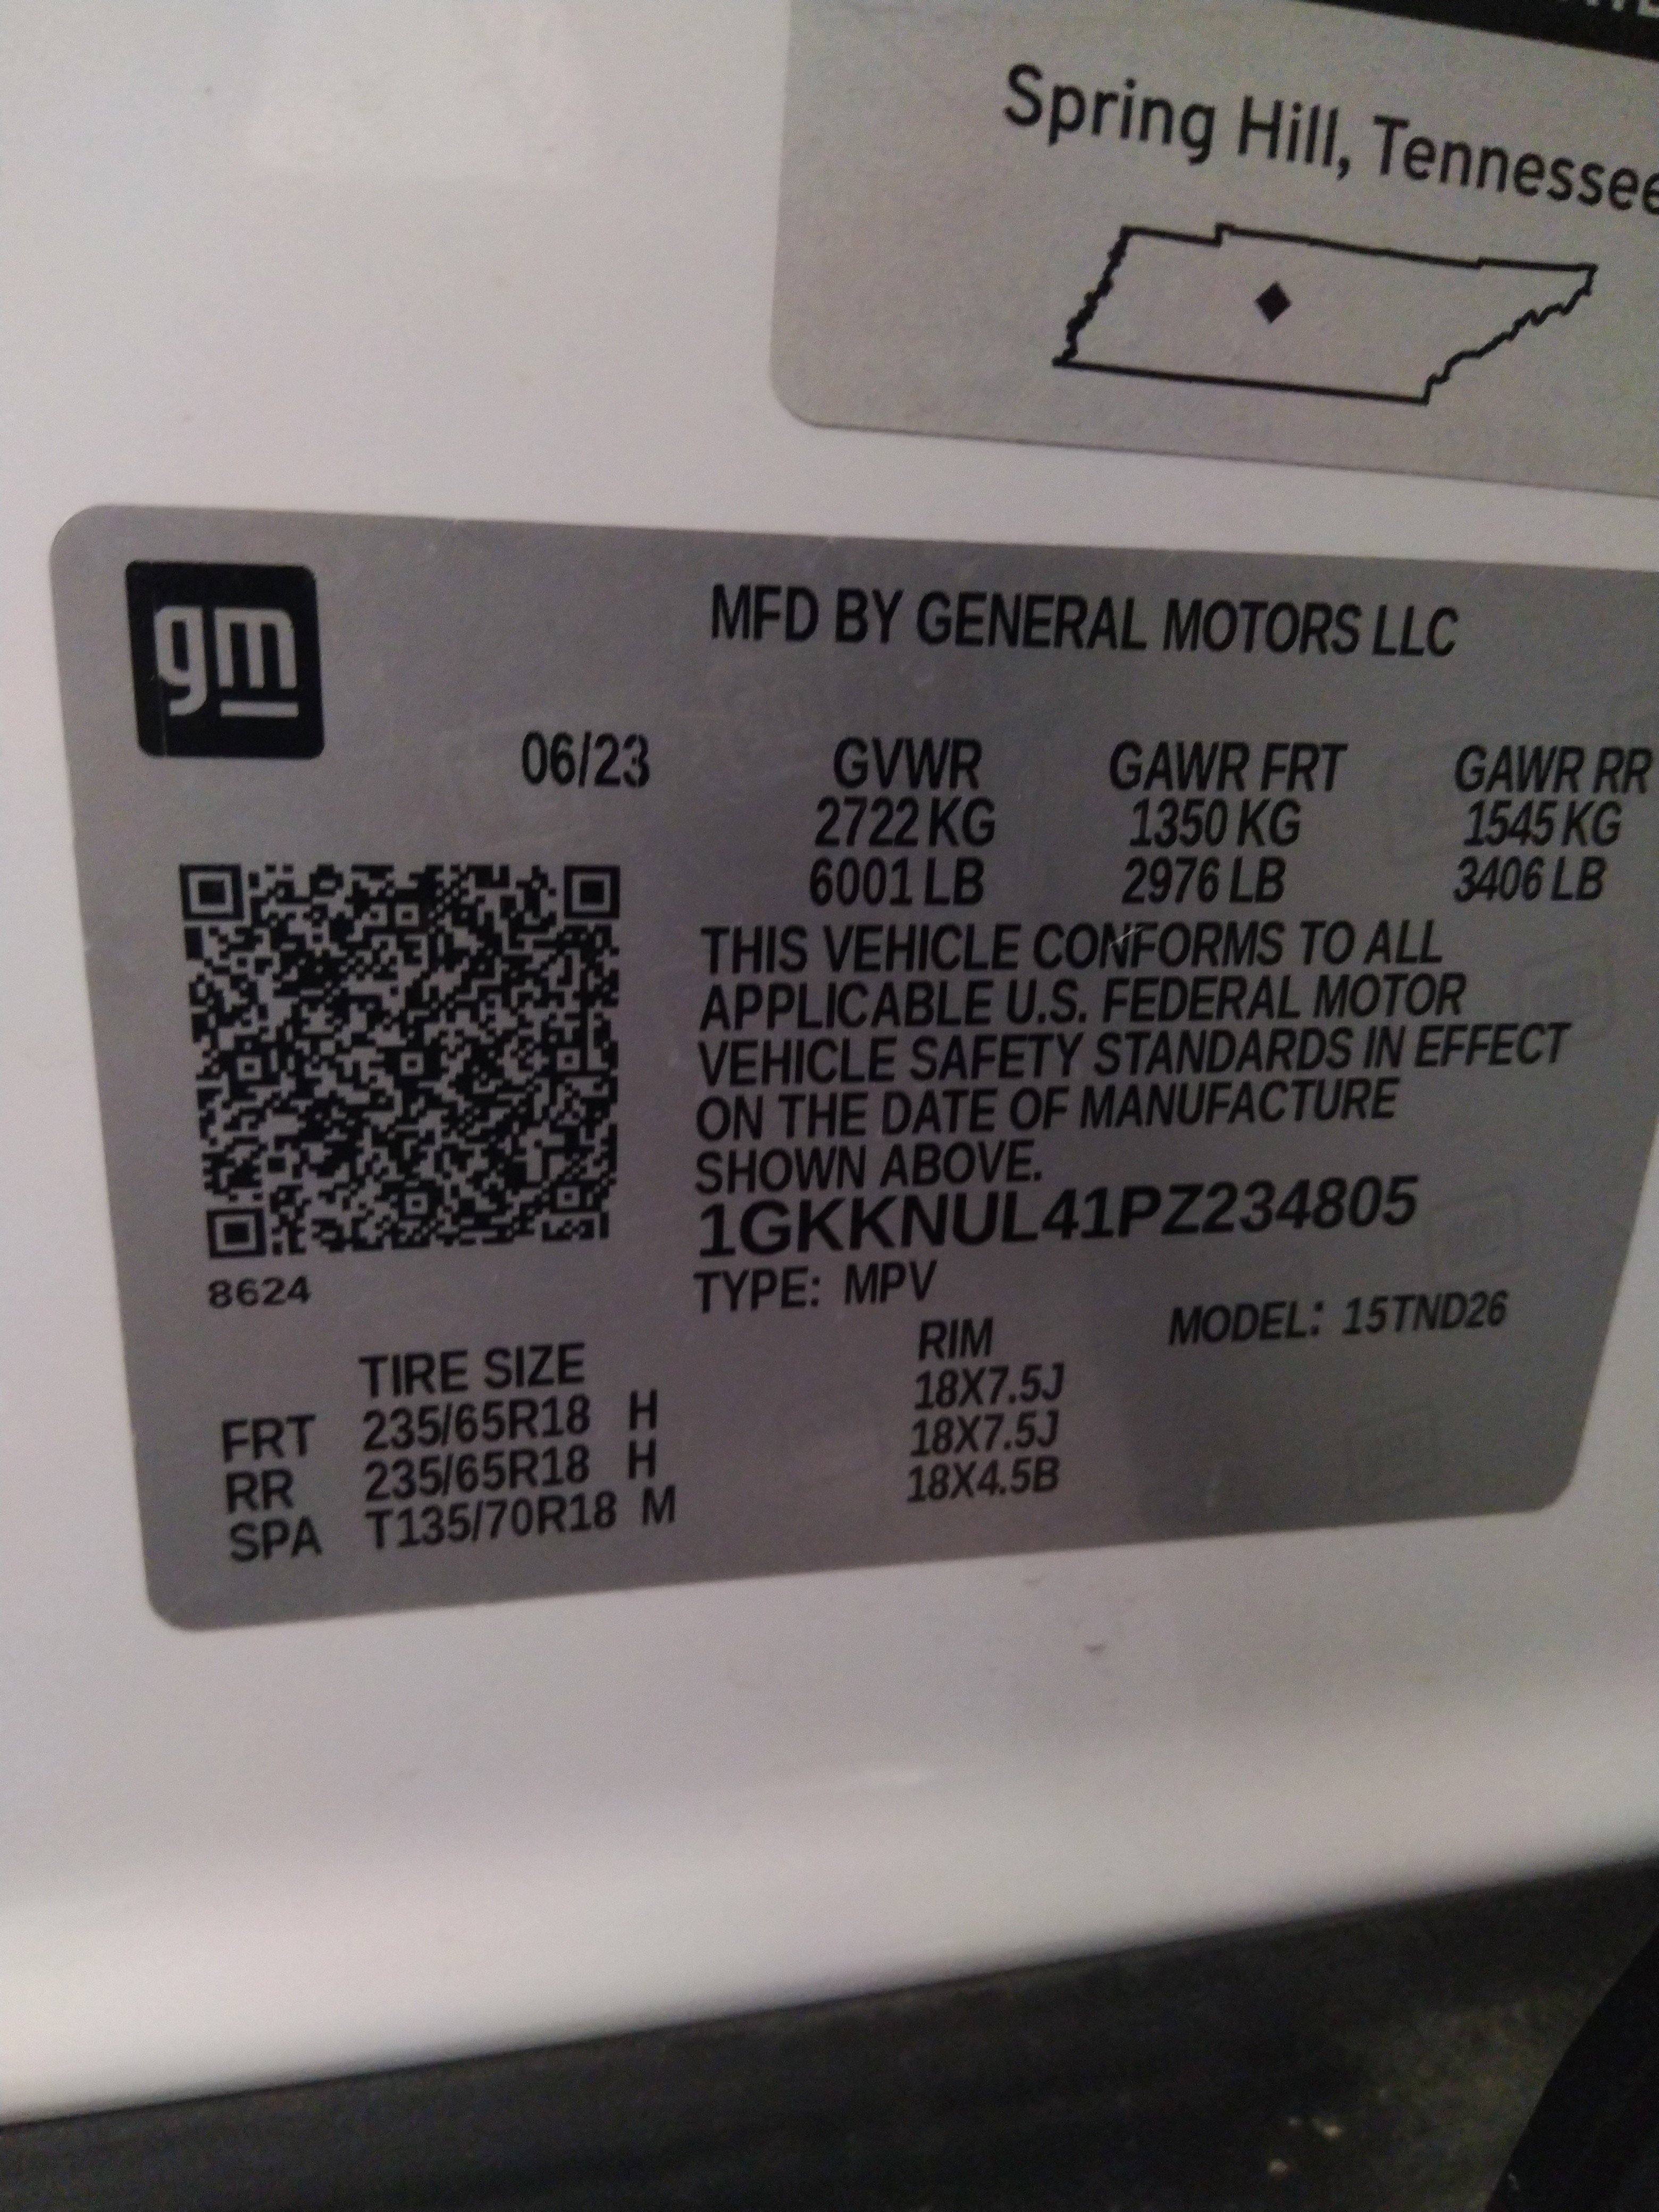 Spring Hill, Tennessee
gm
MFD BY GENERAL MOTORS LLC
06/23 GVWR GAWR FRT GAWR RR
2722 KG 1350 KG 1545 KG
6001 LB 2976 LB 3406 LB
THIS VEHICLE CONFORMS TO ALL
APPLICABLE U.S. FEDERAL MOTOR
VEHICLE SAFETY STANDARDS IN EFFECT
ON THE DATE OF MANUFACTURE
SHOWN ABOVE.
1GKKNUL41PZ234805
8624
TYPE: MPV MODEL: 15TND26
TIRE SIZE RIM
FRT 235/65R18 H 18X7.5J
RR 235/65R18 H 18X7.5J
SPA T135/70R18 M 18X4.5B